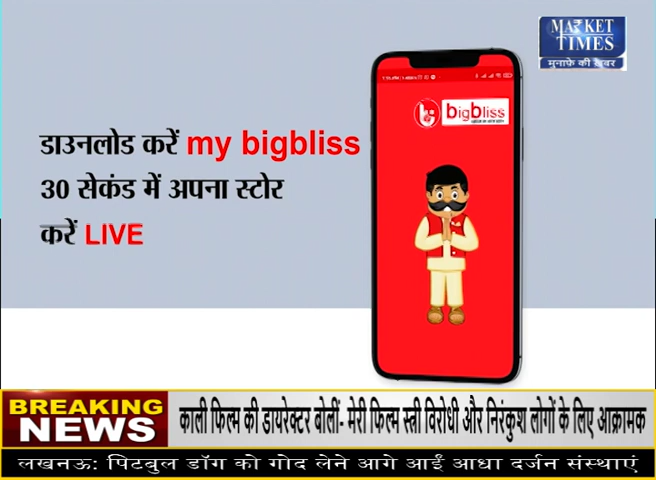 MARKET
TIMES
मुनाफे की खबर
bigbliss
डाउनलोड करें my bigbliss
30 सेकंड में अपना स्टोर
करें LIVE
BREAKING
NEWS
काली फिल्म की डायरेक्टर बोलीं- मेरी फिल्म स्त्री विरोधी और निरंकुश लोगों के लिए आक्रामक
लखनऊ: पिटबुल डॉग को गोद लेने आगे आईं आधा दर्जन संस्थाएं